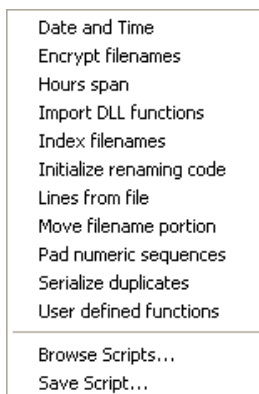 Date and Time
Encrypt filenames
Hours span
Import DLL functions
Index filenames
Initialize renaming code
Lines from file
Move filename portion
Pad numeric sequences
Serialize duplicates
User defined functions
Browse Scripts...
Save Script...